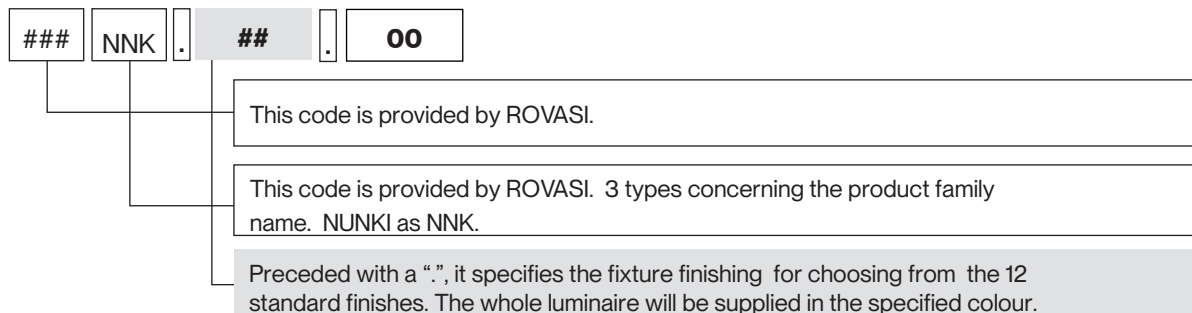 ### NNK . ## . 00
This code is provided by ROVASI.
This code is provided by ROVASI. 3 types concerning the product family
name. NUNKI as NNK.
Preceded with a “.”, it specifies the fixture finishing for choosing from the 12
standard finishes. The whole luminaire will be supplied in the specified colour.